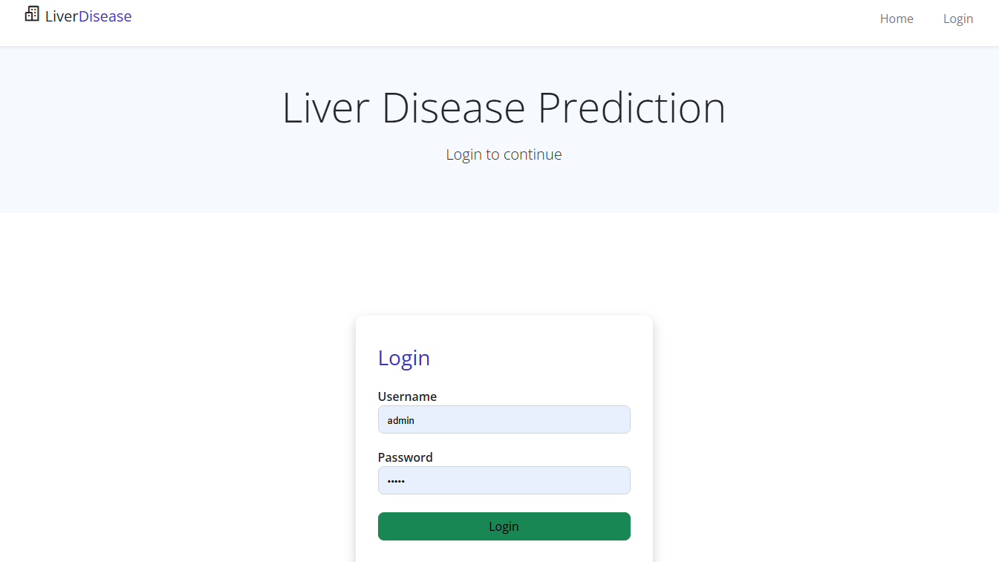 LiverDisease Home Login
Liver Disease Prediction
Login to continue
Login
Username
admin
Password
•••••
Login